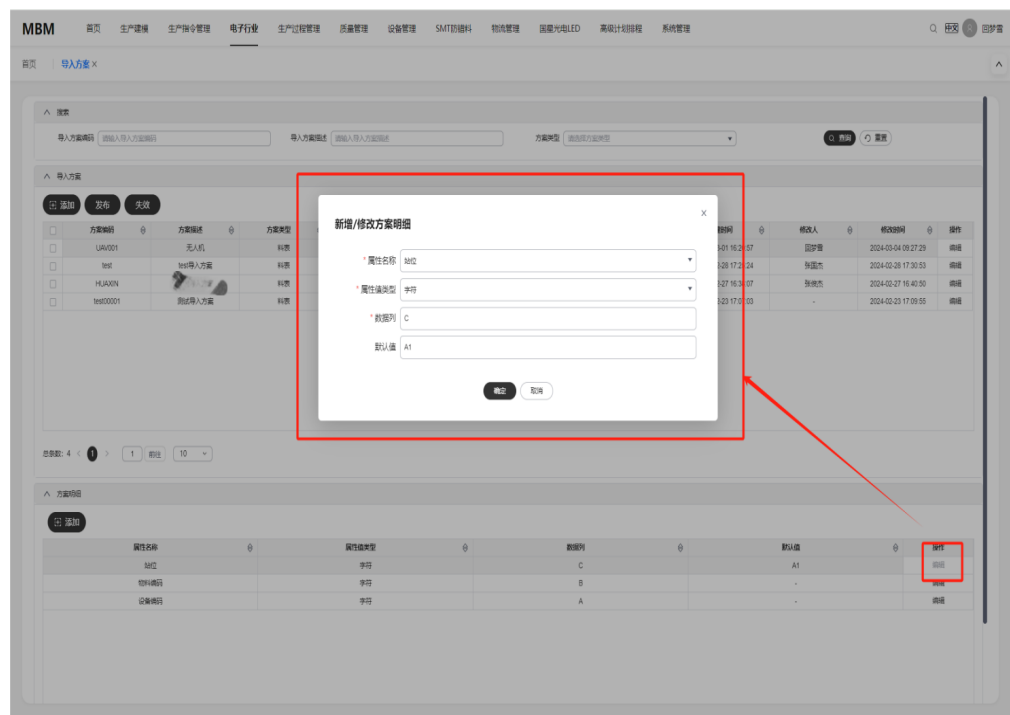 MBM 首页 生产建模 生产指令管理 电子行业 生产过程管理 质量管理 设备管理 SMT防错料 物流管理 国星光电LED 高级计划排程 系统管理 中文 回梦雪
首页 导入方案 ×
搜索
导入方案编码 请输入导入方案编码 导入方案描述 请输入导入方案描述 方案类型 请选择方案类型 查询 重置
导入方案
添加 发布 失效
方案编码 方案描述 方案类型 修改人 修改时间 操作
UAV001 无人机 料表 -01 16:26:57 回梦雪 2024-03-04 09:27:29 编辑
test test导入方案 料表 张国杰 2024-02-28 17:30:53 编辑
HUAXIN 料表 张俊杰 2024-02-27 16:40:50 编辑
test00001 测试导入方案 料表 - 2024-02-23 17:09:55 编辑
新增/修改方案明细 ×
* 属性名称 站位
* 属性值类型 字符
* 数据列 C
默认值 A1
确定 取消
总条数: 4 < 1 > 1 前往 10
方案明细
添加
属性名称 属性值类型 数据列 默认值 操作
站位 字符 C A1 编辑
物料编码 字符 B - 编辑
设备编码 字符 A - 编辑